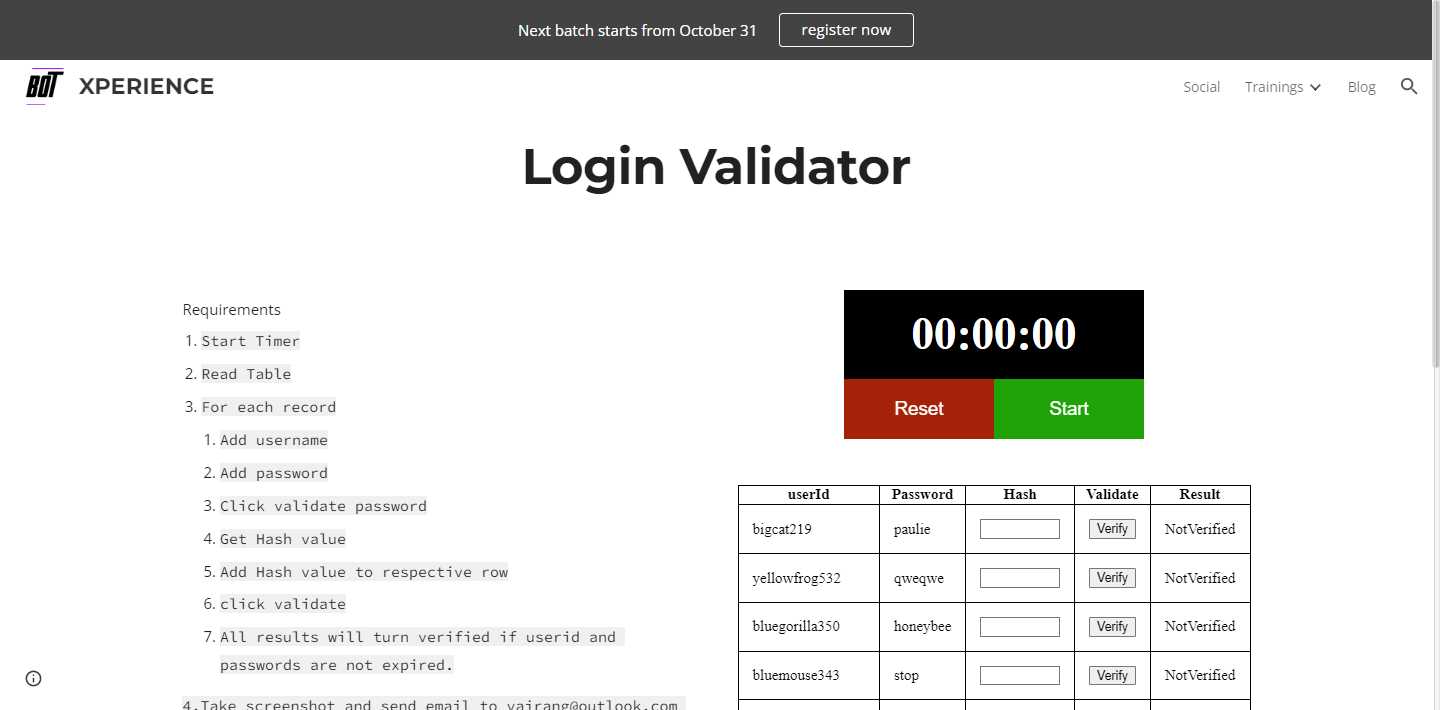 Next batch starts from October 31 register now
BOT XPERIENCE Social Trainings Blog
Login Validator
Requirements
1. Start Timer
2. Read Table
3. For each record
1. Add username
2. Add password
3. Click validate password
4. Get Hash value
5. Add Hash value to respective row
6. click validate
7. All results will turn verified if userid and
passwords are not expired.
4.Take screenshot and send email to vajrang@outlook.com
00:00:00
Reset Start
userId Password Hash Validate Result
bigcat219 paulie Verify NotVerified
yellowfrog532 qweqwe Verify NotVerified
bluegorilla350 honeybee Verify NotVerified
bluemouse343 stop Verify NotVerified